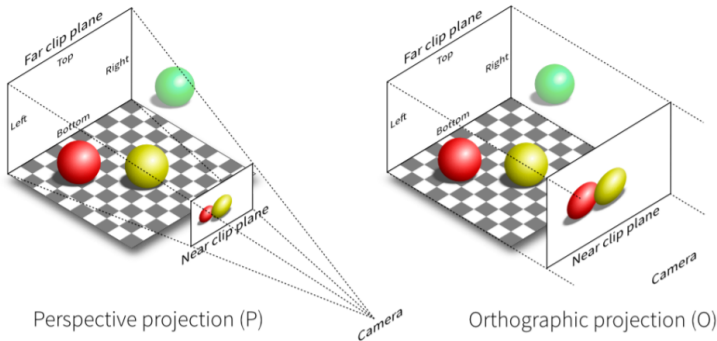 Far clip plane
Top
Right
Left
Bottom
Near clip plane
Camera
Perspective projection (P)
Far clip plane
Top
Right
Left
Bottom
Near clip plane
Camera
Orthographic projection (O)